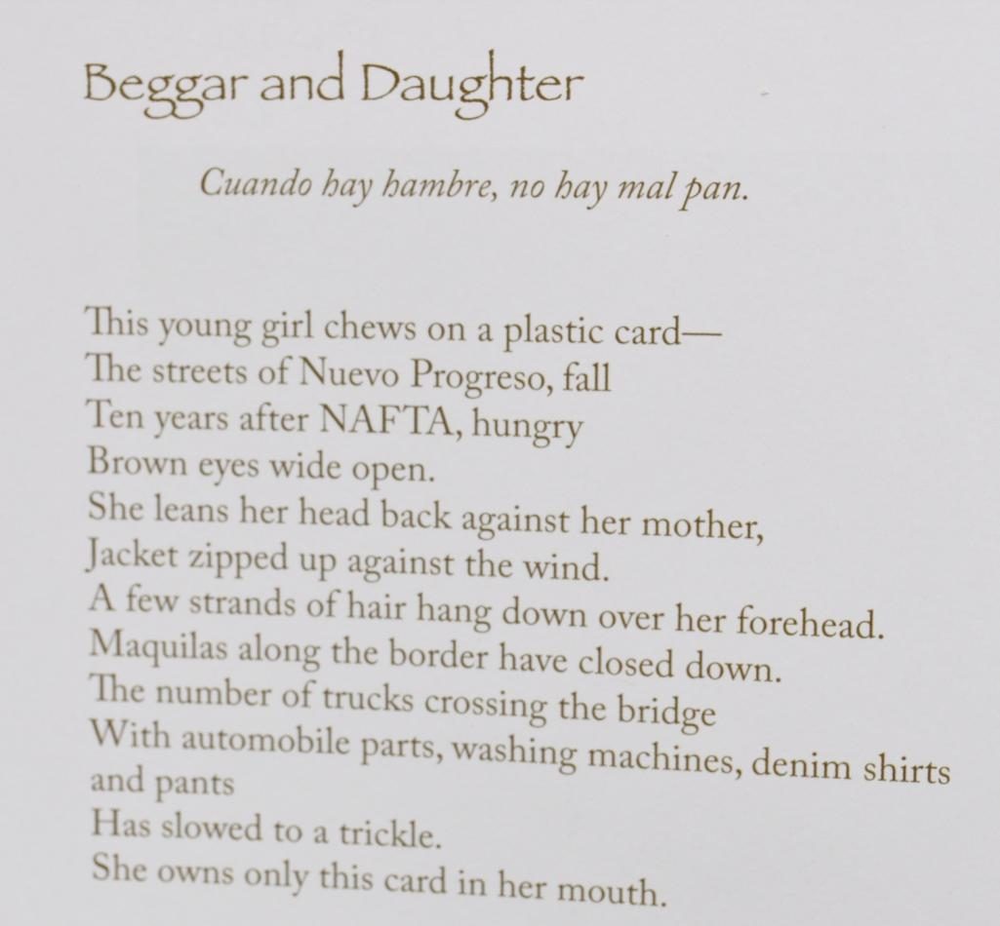 Beggar and Daughter
Cuando hay hambre, no hay mal pan.
This young girl chews on a plastic card—
The streets of Nuevo Progreso, fall
Ten years after NAFTA, hungry
Brown eyes wide open.
She leans her head back against her mother,
Jacket zipped up against the wind.
A few strands of hair hang down over her forehead.
Maquilas along the border have closed down.
The number of trucks crossing the bridge
With automobile parts, washing machines, denim shirts
and pants
Has slowed to a trickle.
She owns only this card in her mouth.